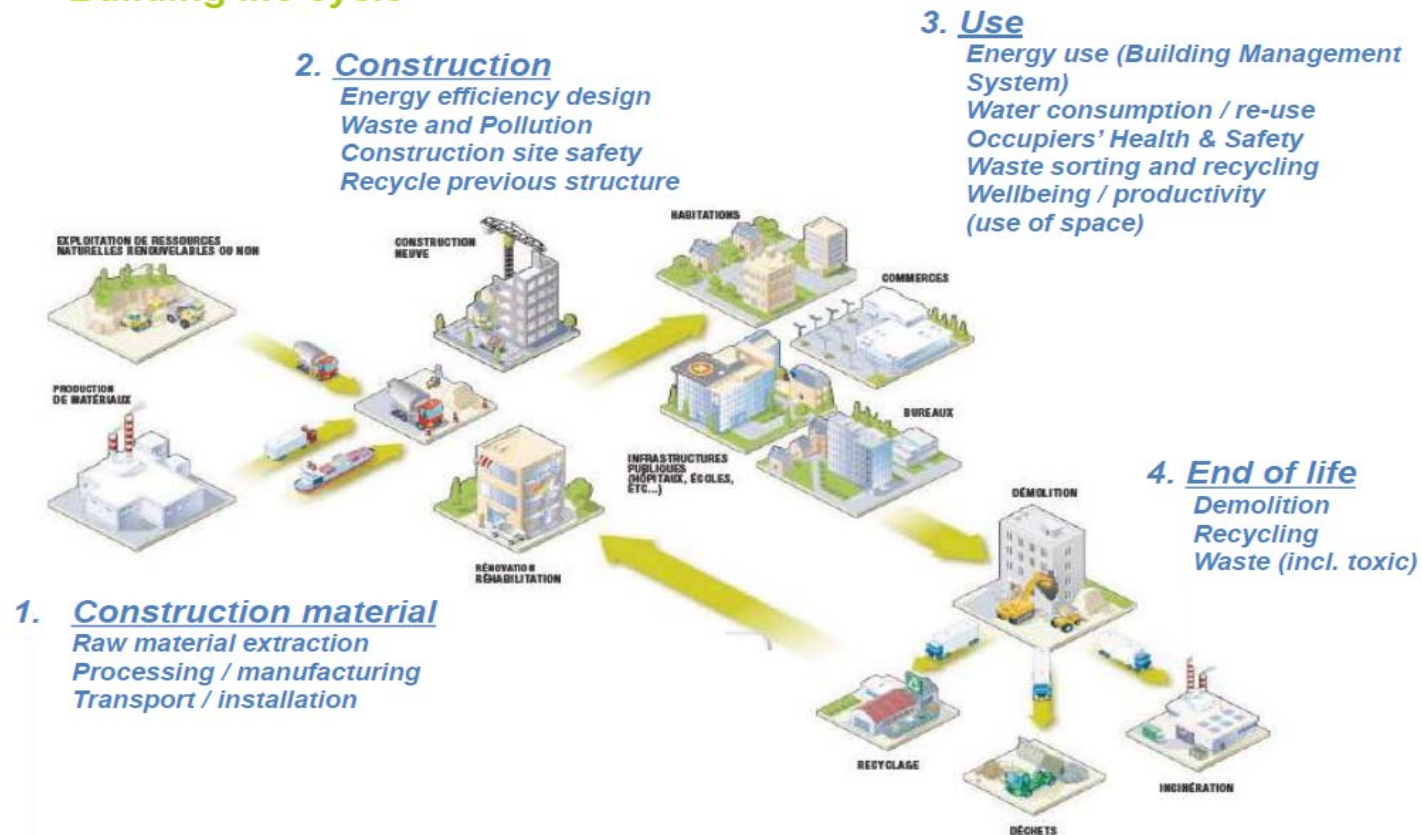 2. Construction
Energy efficiency design
Waste and Pollution
Construction site safety
Recycle previous structure
3. Use
Energy use (Building Management
System)
Water consumption / re-use
Occupiers' Health & Safety
Waste sorting and recycling
Wellbeing / productivity
(use of space)
EXPLOITATION DE RESSOURCES
NATURELLES RENOUVELABLES OU NON
CONSTRUCTION
NEUVE
HABITATIONS
COMMERCES
PRODUCTION
DE MATÉRIAUX
BUREAUX
INFRASTRUCTURES
PUBLIQUES
(HÔPITAUX, ÉCOLES,
ETC...)
RÉNOVATION
RÉHABILITATION
DÉMOLITION
4. End of life
Demolition
Recycling
Waste (incl. toxic)
1. Construction material
Raw material extraction
Processing / manufacturing
Transport / installation
RECYCLAGE
DÉCHETS
INCINÉRATION